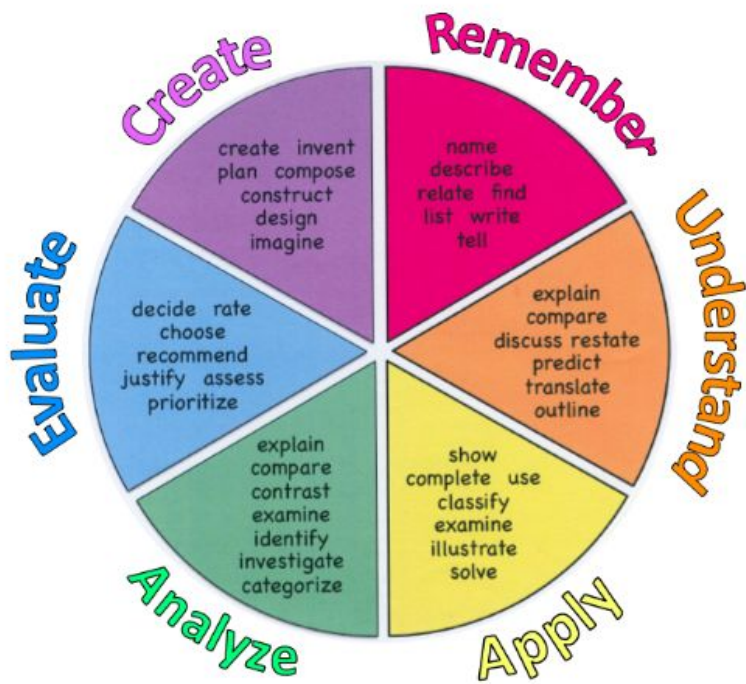 Remember
name
describe
relate find
list write
tell
Understand
explain
compare
discuss restate
predict
translate
outline
Apply
show
complete use
classify
examine
illustrate
solve
Analyze
explain
compare
contrast
examine
identify
investigate
categorize
Evaluate
decide rate
choose
recommend
justify assess
prioritize
Create
create invent
plan compose
construct
design
imagine